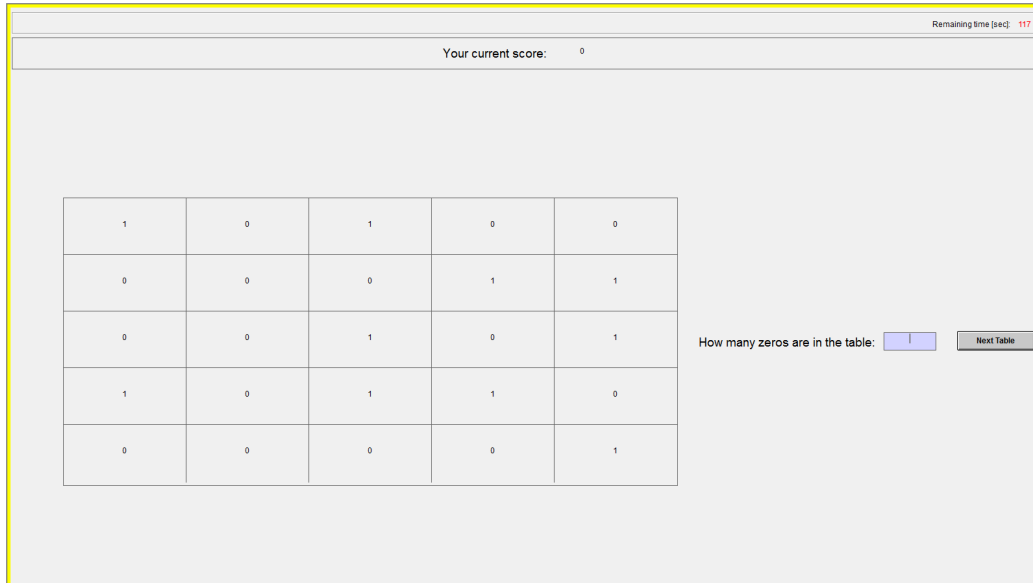 Remaining time [sec]: 117
Your current score: 0
1 0 1 0 0
0 0 0 1 1
0 0 1 0 1
How many zeros are in the table: Next Table
1 0 1 1 0
0 0 0 0 1